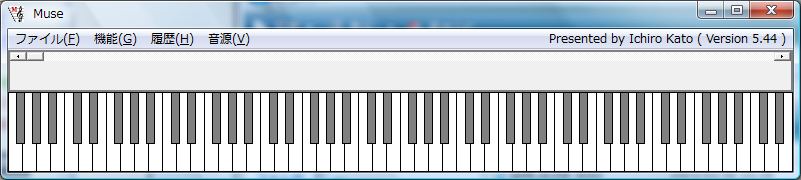 Muse
ファイル(F) 機能(G) 履歴(H) 音源(V) Presented by Ichiro Kato ( Version 5.44 )